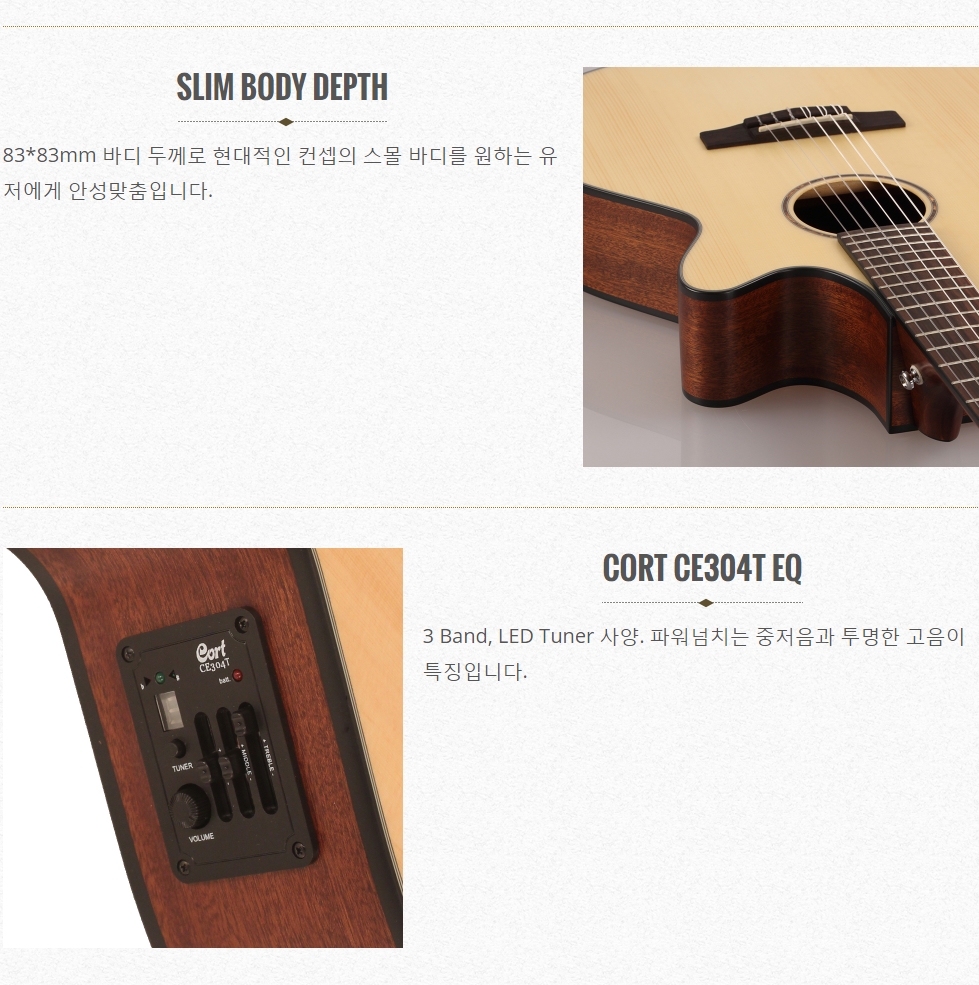 SLIM BODY DEPTH
83*83mm 바디 두께로 현대적인 컨셉의 스몰 바디를 원하는 유
저에게 안성맞춤입니다.
CORT CE304T EQ
3 Band, LED Tuner 사양. 파워넘치는 중저음과 투명한 고음이
특징입니다.
Cort
CE304T
batt.
TUNER
+ MIDDLE -
+ TREBLE -
VOLUME